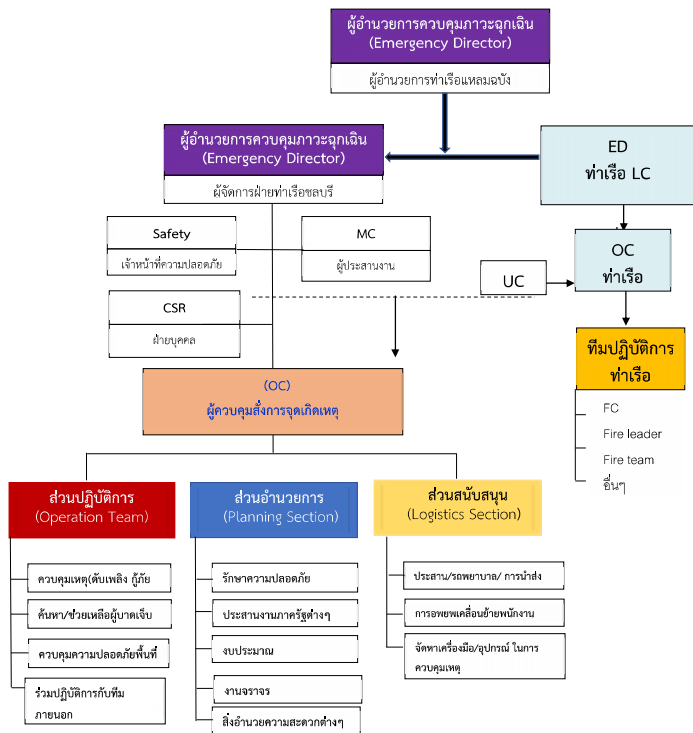 ผู้อำนวยการควบคุมภาวะฉุกเฉิน
(Emergency Director)
ผู้อำนวยการท่าเรือแหลมฉบัง
ผู้อำนวยการควบคุมภาวะฉุกเฉิน
(Emergency Director)
ผู้จัดการฝ่ายท่าเรือชลบุรี
ED
ท่าเรือ LC
Safety
เจ้าหน้าที่ความปลอดภัย
MC
ผู้ประสานงาน
OC
ท่าเรือ
UC
CSR
ฝ่ายบุคคล
ทีมปฏิบัติการ
ท่าเรือ
FC
Fire leader
Fire team
อื่นๆ
(OC)
ผู้ควบคุมสั่งการจุดเกิดเหตุ
ส่วนปฏิบัติการ
(Operation Team)
ควบคุมเหตุ(ดับเพลิง กู้ภัย
ค้นหา/ช่วยเหลือผู้บาดเจ็บ
ควบคุมความปลอดภัยพื้นที่
ร่วมปฏิบัติการกับทีม
ภายนอก
ส่วนอำนวยการ
(Planning Section)
รักษาความปลอดภัย
ประสานงานภาครัฐต่างๆ
งบประมาณ
งานจราจร
สิ่งอำนวยความสะดวกต่างๆ
ส่วนสนับสนุน
(Logistics Section)
ประสาน/รถพยาบาล/ การนำส่ง
การอพยพเคลื่อนย้ายพนักงาน
จัดหาเครื่องมือ/อุปกรณ์ ในการ
ควบคุมเหตุ